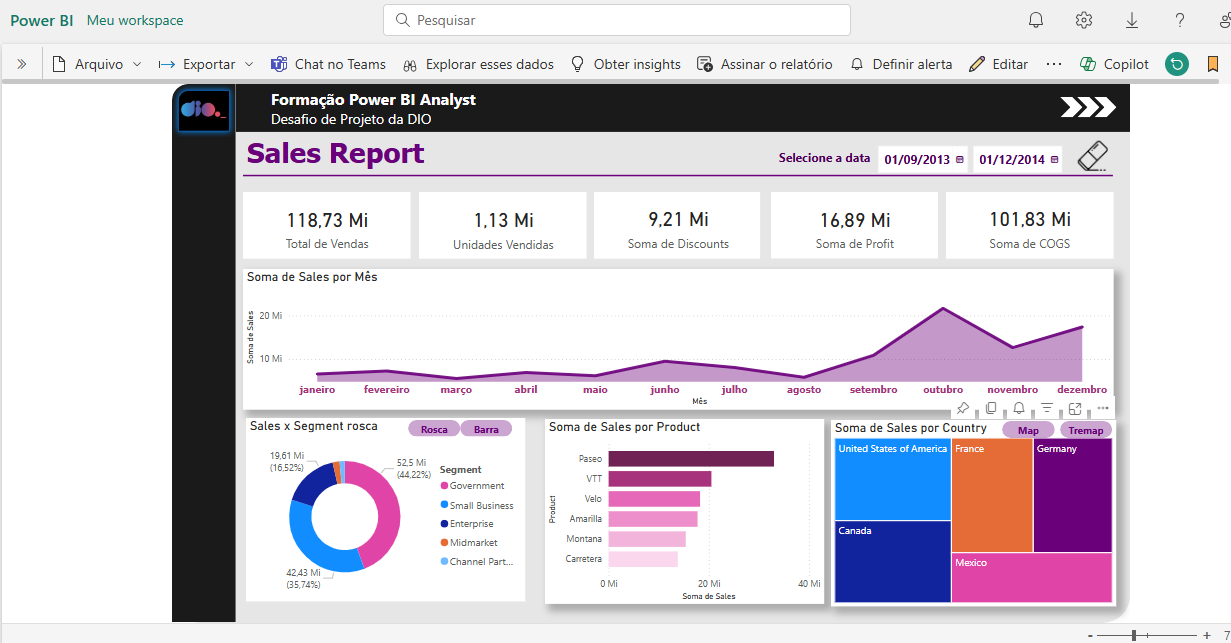 Power BI Meu workspace Pesquisar ?
Arquivo Exportar Chat no Teams Explorar esses dados Obter insights Assinar o relatório Definir alerta Editar ... Copilot
dio._
Formação Power BI Analyst
Desafio de Projeto da DIO
Sales Report
Selecione a data 01/09/2013 01/12/2014
118,73 Mi
Total de Vendas
1,13 Mi
Unidades Vendidas
9,21 Mi
Soma de Discounts
16,89 Mi
Soma de Profit
101,83 Mi
Soma de COGS
Soma de Sales por Mês
Soma de Sales
20 Mi
10 Mi
janeiro fevereiro março abril maio junho julho agosto setembro outubro novembro dezembro
Mês
Sales x Segment rosca
Rosca Barra
19,61 Mi
(16,52%)
52,5 Mi
(44,22%)
42,43 Mi
(35,74%)
Segment
Government
Small Business
Enterprise
Midmarket
Channel Part...
Soma de Sales por Product
Product
Paseo
VTT
Velo
Amarilla
Montana
Carretera
0 Mi 20 Mi 40 Mi
Soma de Sales
Soma de Sales por Country
Map Tremap
United States of America
France
Germany
Canada
Mexico
- + 7